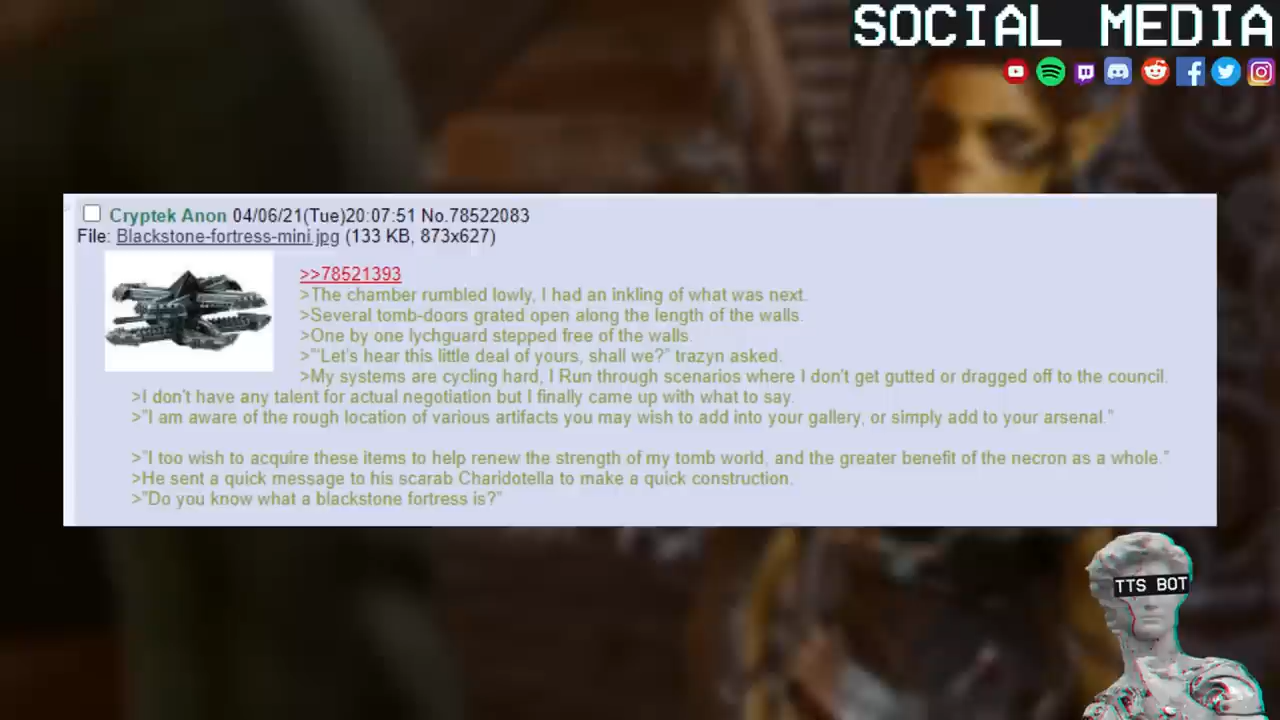 SOCIAL MEDIA
Cryptek Anon 04/06/21(Tue)20:07:51 No.78522083
File: Blackstone-fortress-mini.jpg (133 KB, 873x627)
>>78521393
>The chamber rumbled lowly, I had an inkling of what was next.
>Several tomb-doors grated open along the length of the walls.
>One by one lychguard stepped free of the walls.
>"“Let's hear this little deal of yours, shall we?” trazyn asked.
>My systems are cycling hard, I Run through scenarios where I don't get gutted or dragged off to the council.
>I don't have any talent for actual negotiation but I finally came up with what to say.
>"I am aware of the rough location of various artifacts you may wish to add into your gallery, or simply add to your arsenal."
>"I too wish to acquire these items to help renew the strength of my tomb world, and the greater benefit of the necron as a whole."
>He sent a quick message to his scarab Charidotella to make a quick construction.
>"Do you know what a blackstone fortress is?"
TTS BOT